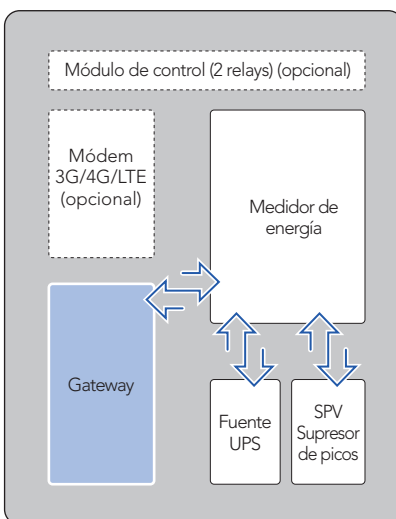 Módulo de control (2 relays) (opcional)
Módem
3G/4G/LTE
(opcional)
Medidor de
energía
Gateway
Fuente
UPS
SPV
Supresor
de picos